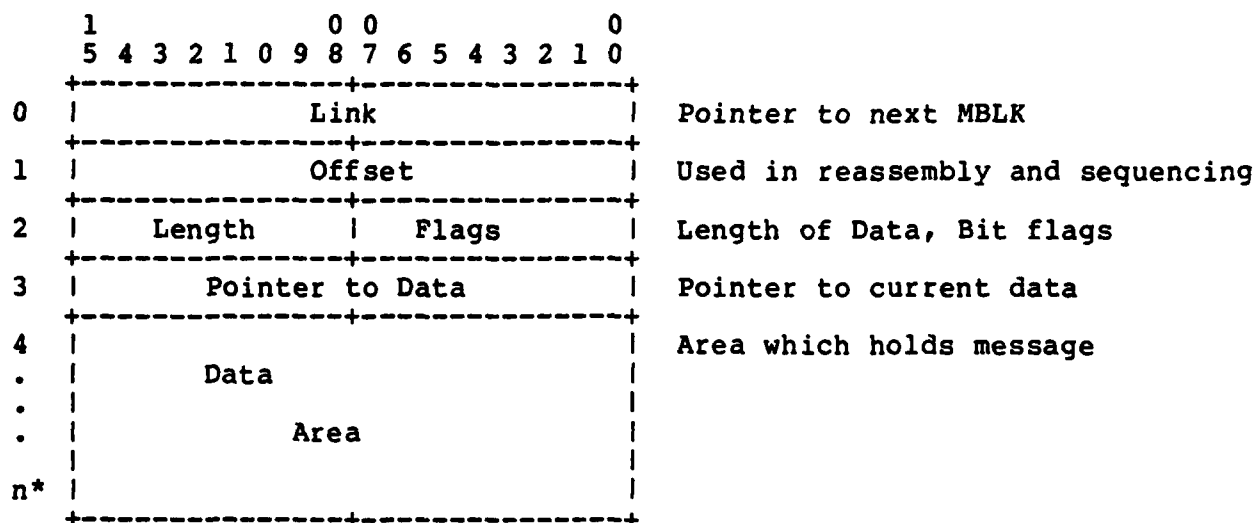 1 0 0 0
5 4 3 2 1 0 9 8 7 6 5 4 3 2 1 0
0 Link Pointer to next MBLK
1 Offset Used in reassembly and sequencing
2 Length Flags Length of Data, Bit flags
3 Pointer to Data Pointer to current data
4 Area which holds message
. Data
.
. Area
n*